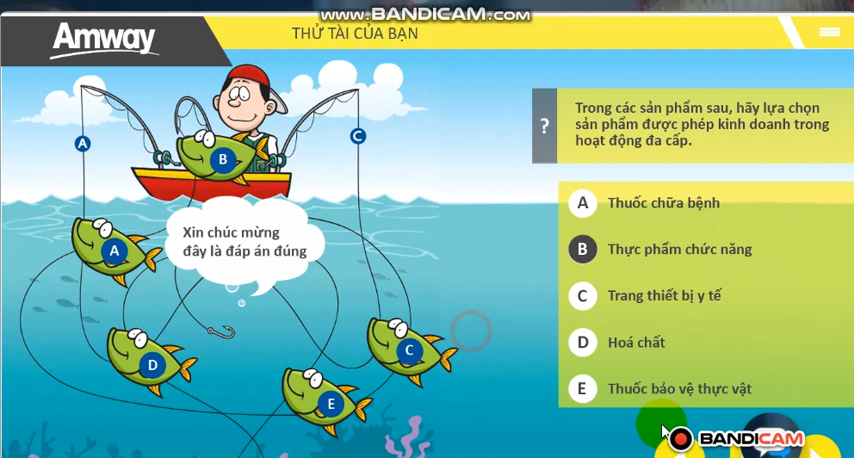 www.BANDICAM.com
Amway
THỬ TÀI CỦA BẠN
?
Trong các sản phẩm sau, hãy lựa chọn
sản phẩm được phép kinh doanh trong
hoạt động đa cấp.
A
B
C
Xin chúc mừng
đây là đáp án đúng
A
D
E
C
A Thuốc chữa bệnh
B Thực phẩm chức năng
C Trang thiết bị y tế
D Hoá chất
E Thuốc bảo vệ thực vật
BANDICAM